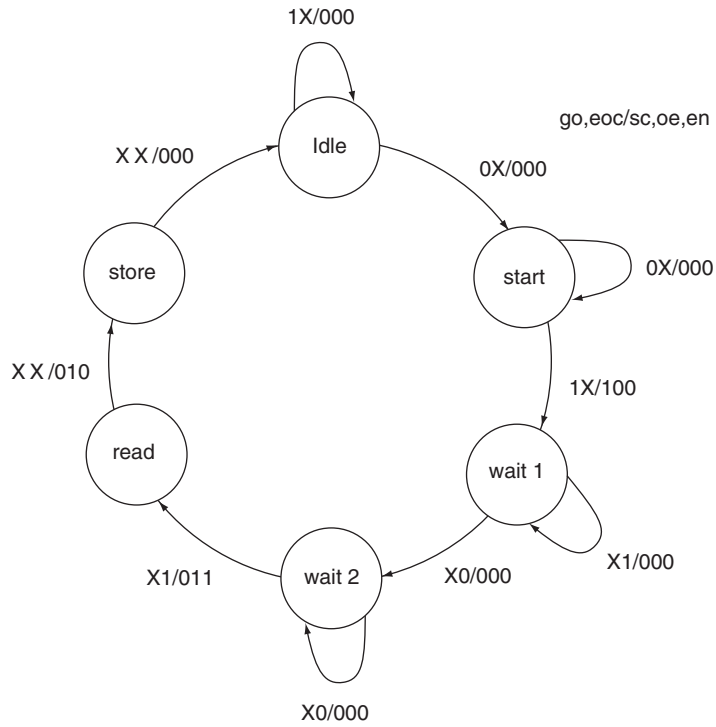 1X/000
go,eoc/sc,oe,en
Idle
X X /000
0X/000
store
start
0X/000
X X /010
1X/100
read
wait 1
X1/000
X1/011
wait 2
X0/000
X0/000